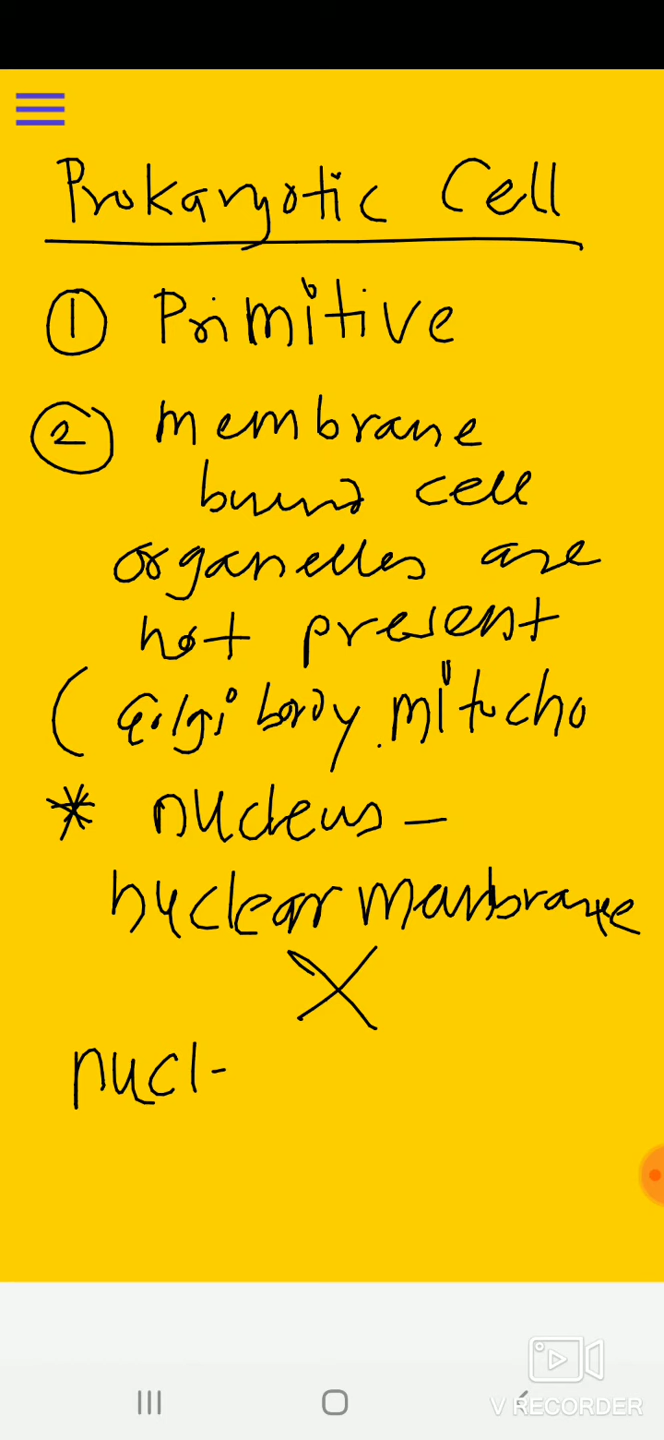 Prokaryotic Cell
① Primitive
② membrane
bound cell
organelles are
not present
( Golgi body. mitocho
* nucleus -
nuclear manbrane
X
nucl-
V RECORDER